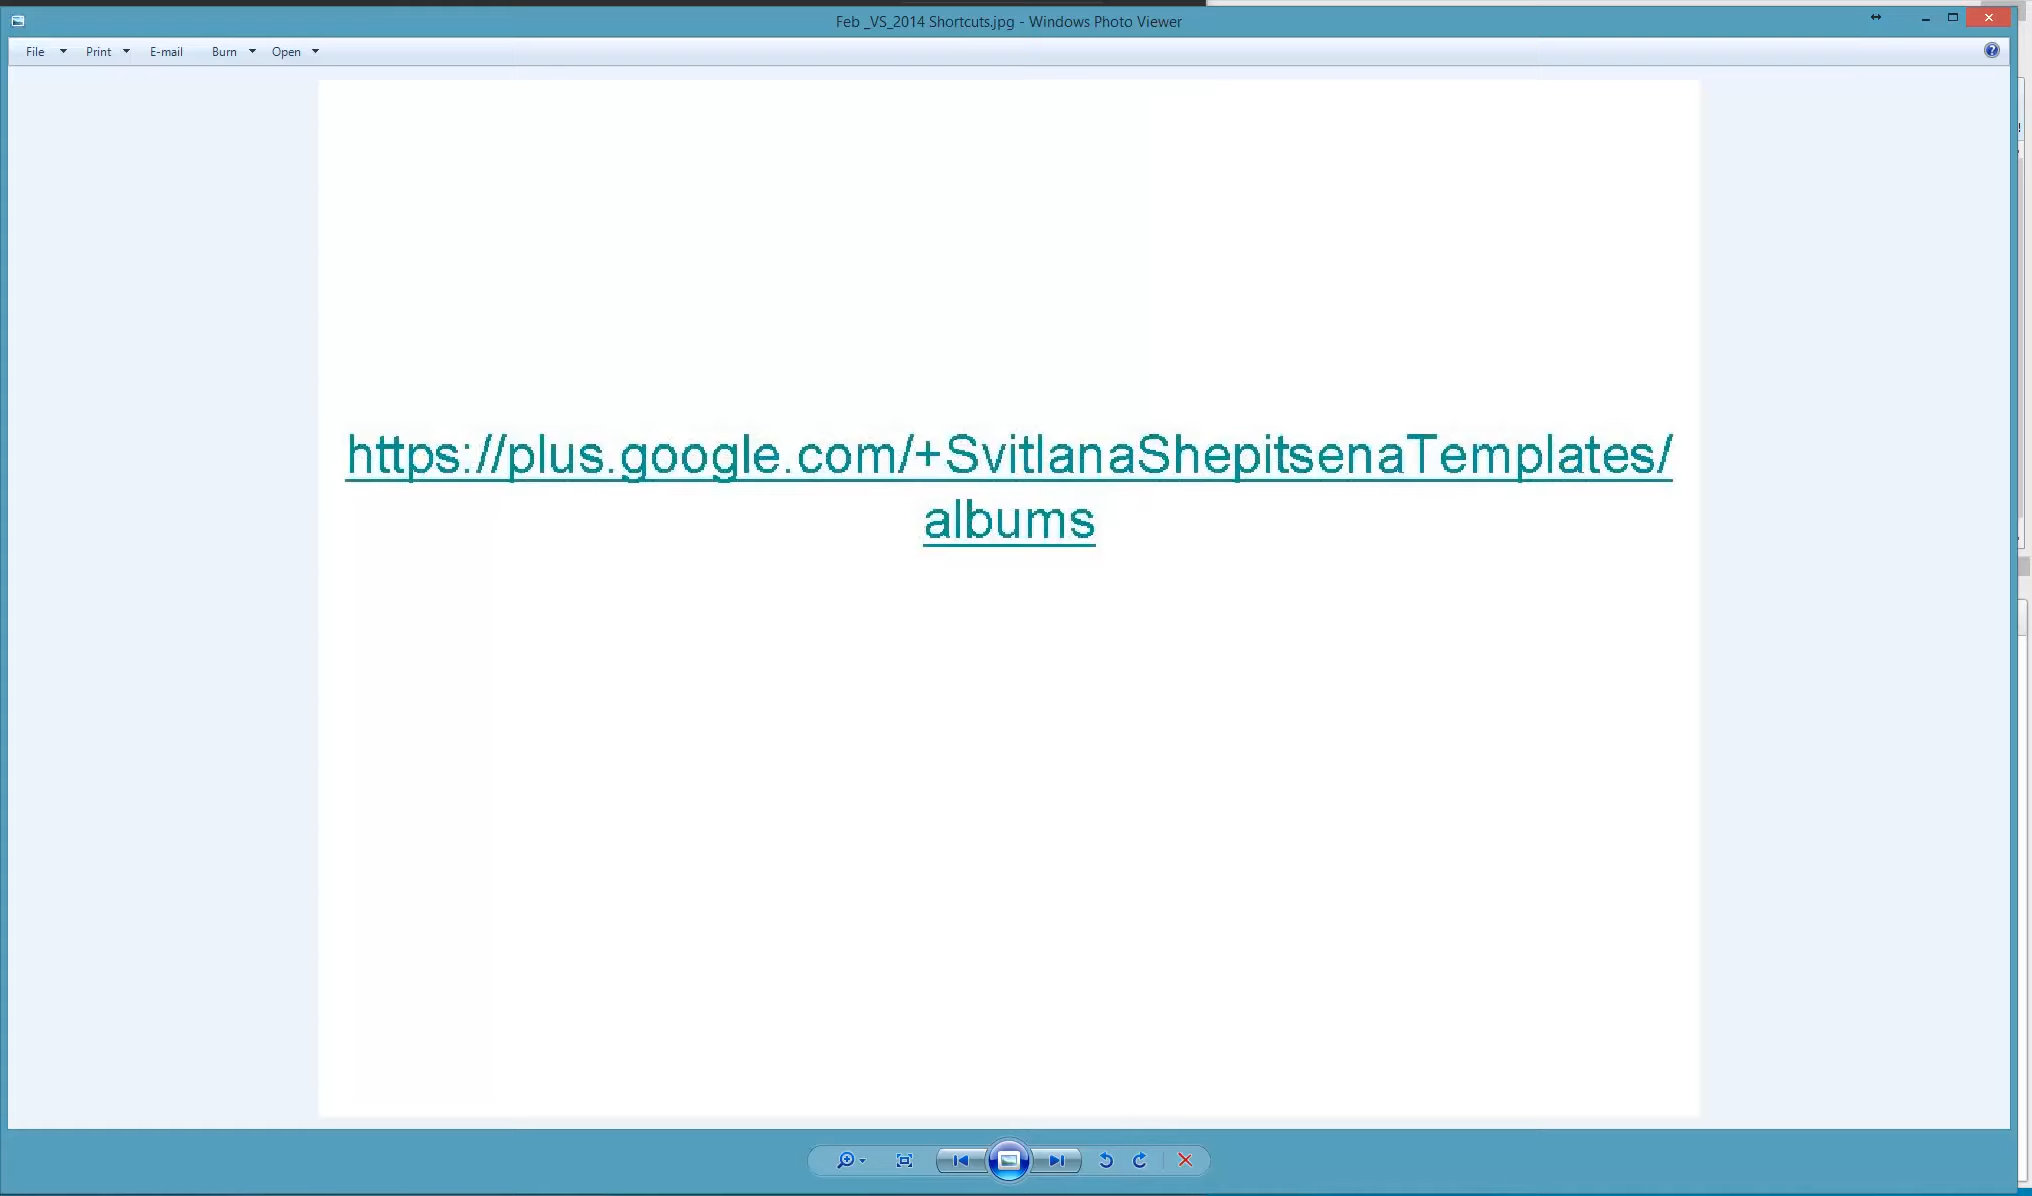 Feb _VS_2014 Shortcuts.jpg - Windows Photo Viewer
File Print E-mail Burn Open
https://plus.google.com/+SvitlanaShepitsenaTemplates/
albums